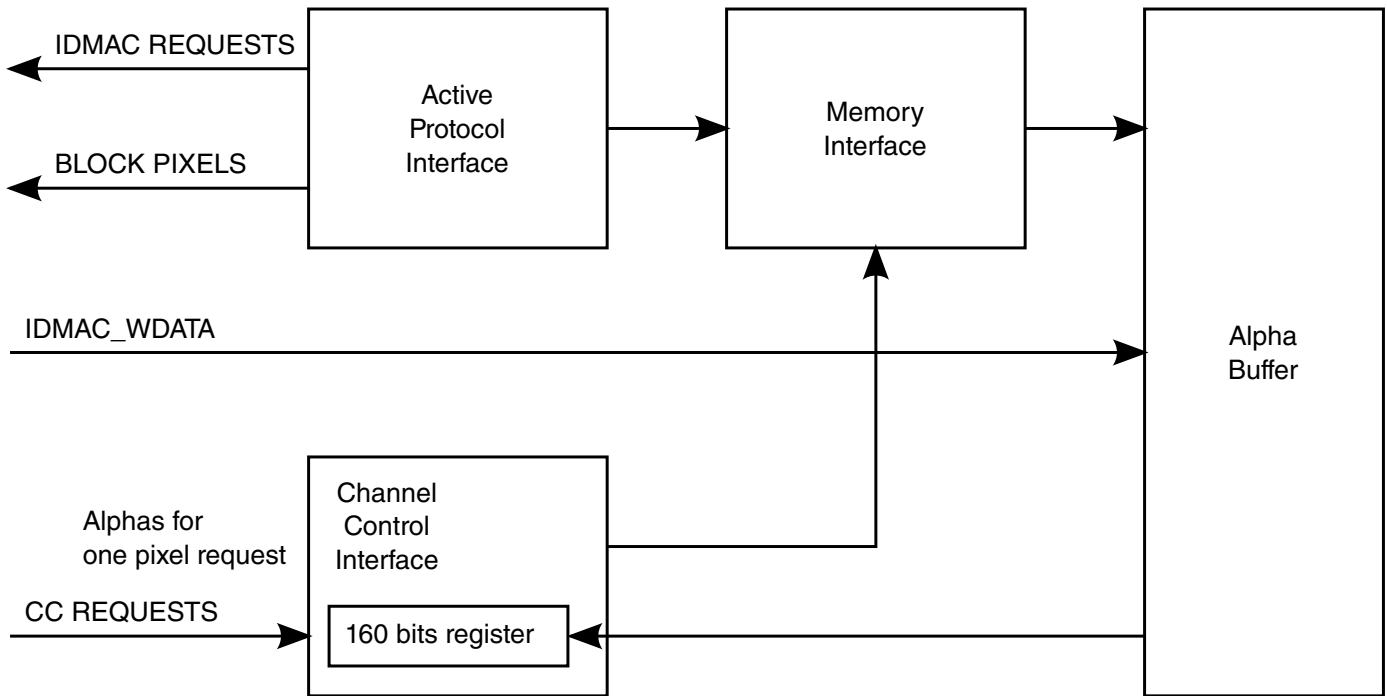 IDMAC REQUESTS
BLOCK PIXELS
Active
Protocol
Interface
Memory
Interface
IDMAC_WDATA
Alpha
Buffer
Alphas for
one pixel request
CC REQUESTS
Channel
Control
Interface
160 bits register